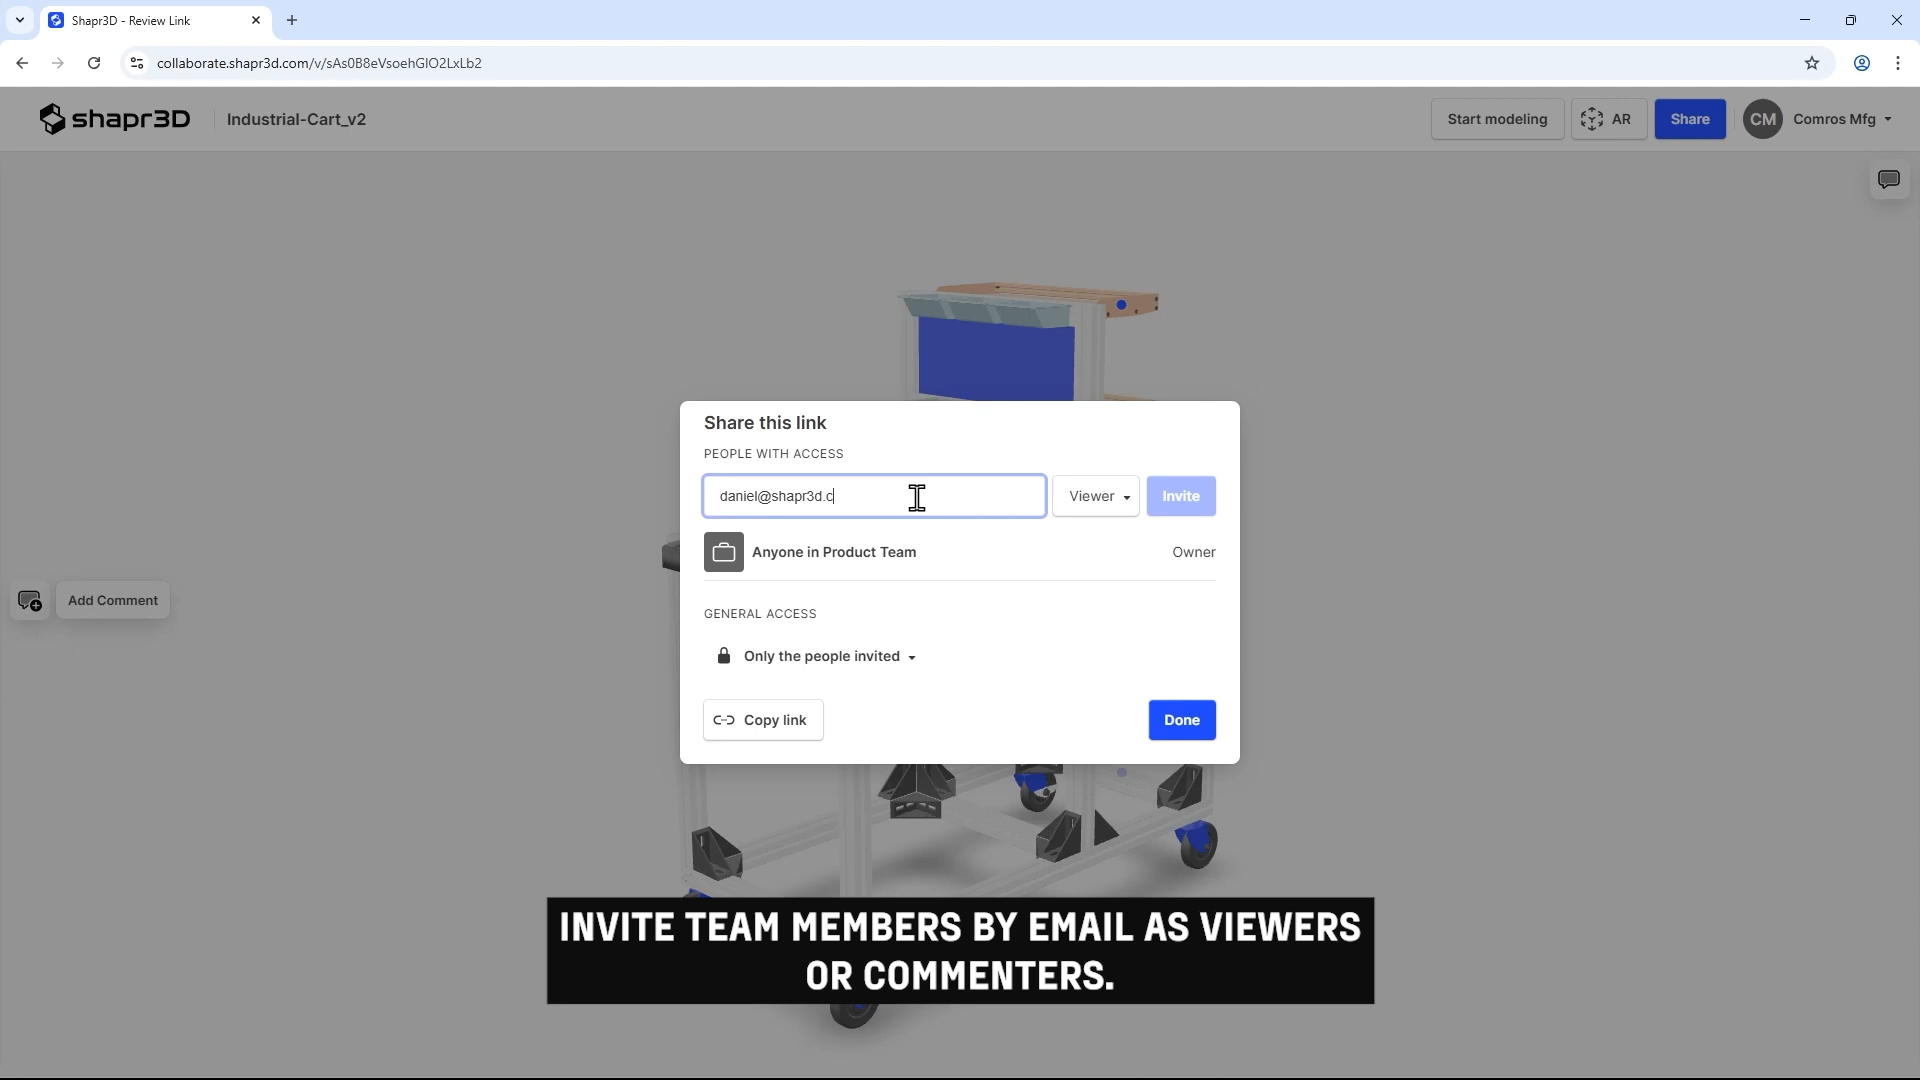 Shapr3D - Review Link
collaborate.shapr3d.com/v/sAs0B8eVsoehGIO2LxLb2
shapr3D
Industrial-Cart_v2
Start modeling
AR
Share
CM
Comros Mfg
Share this link
PEOPLE WITH ACCESS
daniel@shapr3d.c
Viewer
Invite
Anyone in Product Team
Owner
Add Comment
GENERAL ACCESS
Only the people invited
Copy link
Done
INVITE TEAM MEMBERS BY EMAIL AS VIEWERS
OR COMMENTERS.